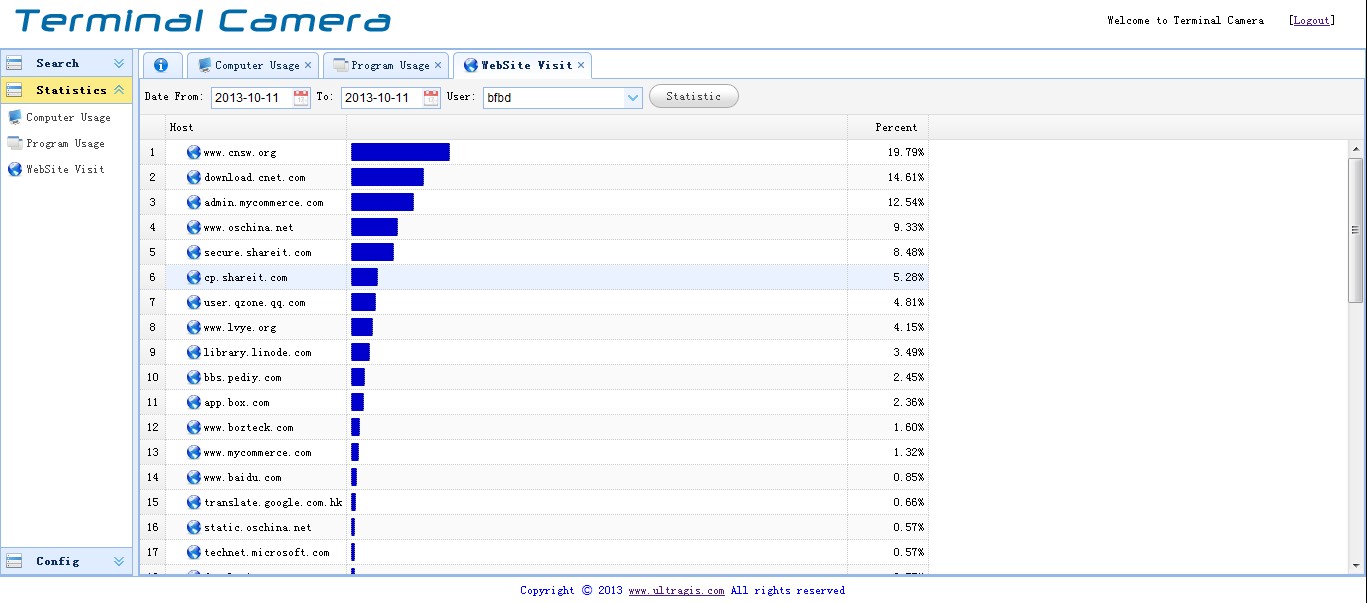 Terminal Camera
Welcome to Terminal Camera [Logout]
Search
Statistics
Computer Usage
Program Usage
WebSite Visit
Config
Computer Usage × Program Usage × WebSite Visit ×
Date From: 2013-10-11 To: 2013-10-11 User: bfbd Statistic
Host Percent
1 www.cnsw.org 19.79%
2 download.cnet.com 14.61%
3 admin.mycommerce.com 12.54%
4 www.oschina.net 9.33%
5 secure.shareit.com 8.48%
6 cp.shareit.com 5.28%
7 user.qzone.qq.com 4.81%
8 www.lvye.org 4.15%
9 library.linode.com 3.49%
10 bbs.pediy.com 2.45%
11 app.box.com 2.36%
12 www.bozteck.com 1.60%
13 www.mycommerce.com 1.32%
14 www.baidu.com 0.85%
15 translate.google.com.hk 0.66%
16 static.oschina.net 0.57%
17 technet.microsoft.com 0.57%
Copyright © 2013 www.ultragis.com All rights reserved